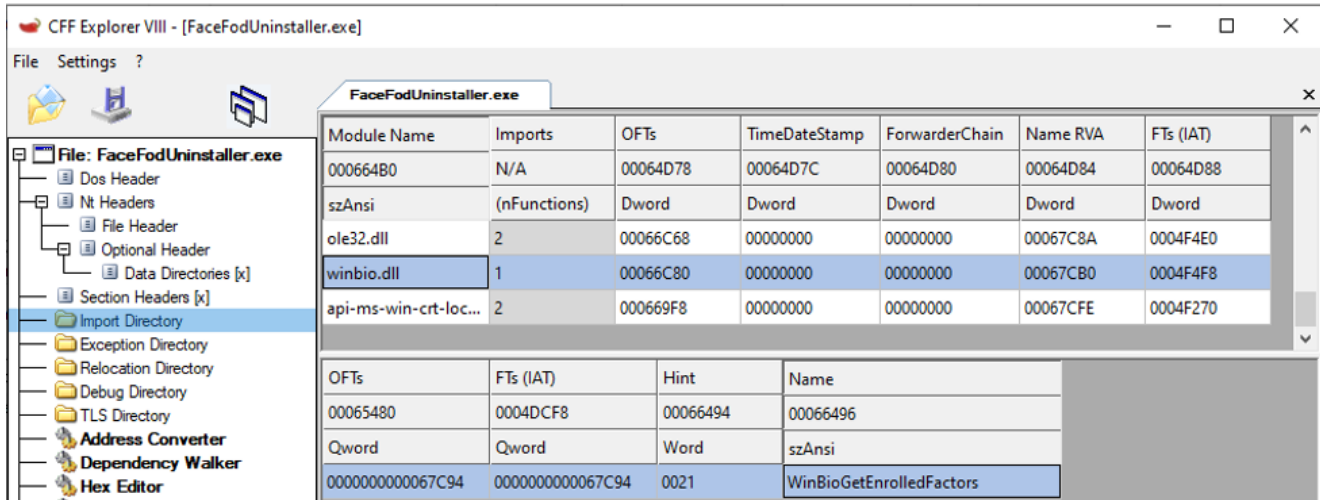 CFF Explorer VIII - [FaceFodUninstaller.exe]
File Settings ?
FaceFodUninstaller.exe
File: FaceFodUninstaller.exe
Dos Header
Nt Headers
File Header
Optional Header
Data Directories [x]
Section Headers [x]
Import Directory
Exception Directory
Relocation Directory
Debug Directory
TLS Directory
Address Converter
Dependency Walker
Hex Editor
Module Name Imports OFTs TimeDateStamp ForwarderChain Name RVA FTs (IAT)
000664B0 N/A 00064D78 00064D7C 00064D80 00064D84 00064D88
szAnsi (nFunctions) Dword Dword Dword Dword Dword
ole32.dll 2 00066C68 00000000 00000000 00067C8A 0004F4E0
winbio.dll 1 00066C80 00000000 00000000 00067CB0 0004F4F8
api-ms-win-crt-loc... 2 000669F8 00000000 00000000 00067CFE 0004F270
OFTs FTs (IAT) Hint Name
00065480 0004DCF8 00066494 00066496
Qword Qword Word szAnsi
0000000000067C94 0000000000067C94 0021 WinBioGetEnrolledFactors